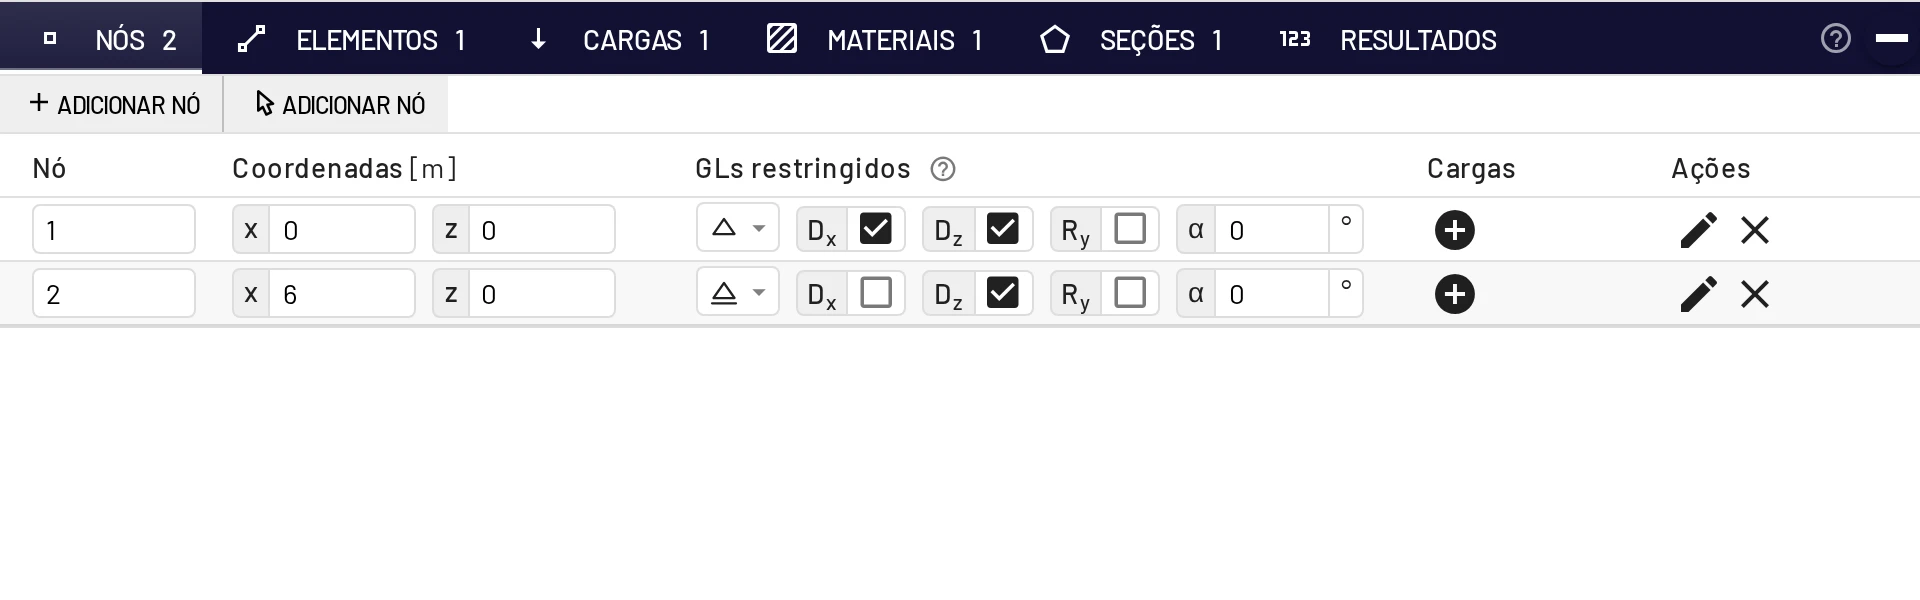 NÓS 2 ELEMENTOS 1 CARGAS 1 MATERIAIS 1 SEÇÕES 1 123 RESULTADOS ?
+ ADICIONAR NÓ ADICIONAR NÓ
Nó Coordenadas [m] GLs restringidos ? Cargas Ações
1 x 0 z 0 Dx Dz Ry α 0 °
2 x 6 z 0 Dx Dz Ry α 0 °